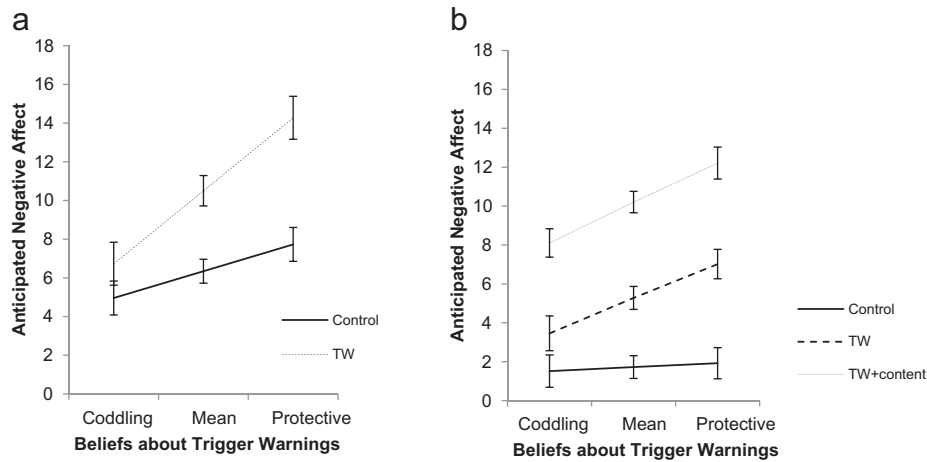 a
18
16
14
12
10
8
6
4
2
0
Anticipated Negative Affect
Control
TW
Coddling Mean Protective
Beliefs about Trigger Warnings
b
18
16
14
12
10
8
6
4
2
0
Anticipated Negative Affect
Control
TW
TW+content
Coddling Mean Protective
Beliefs about Trigger Warnings